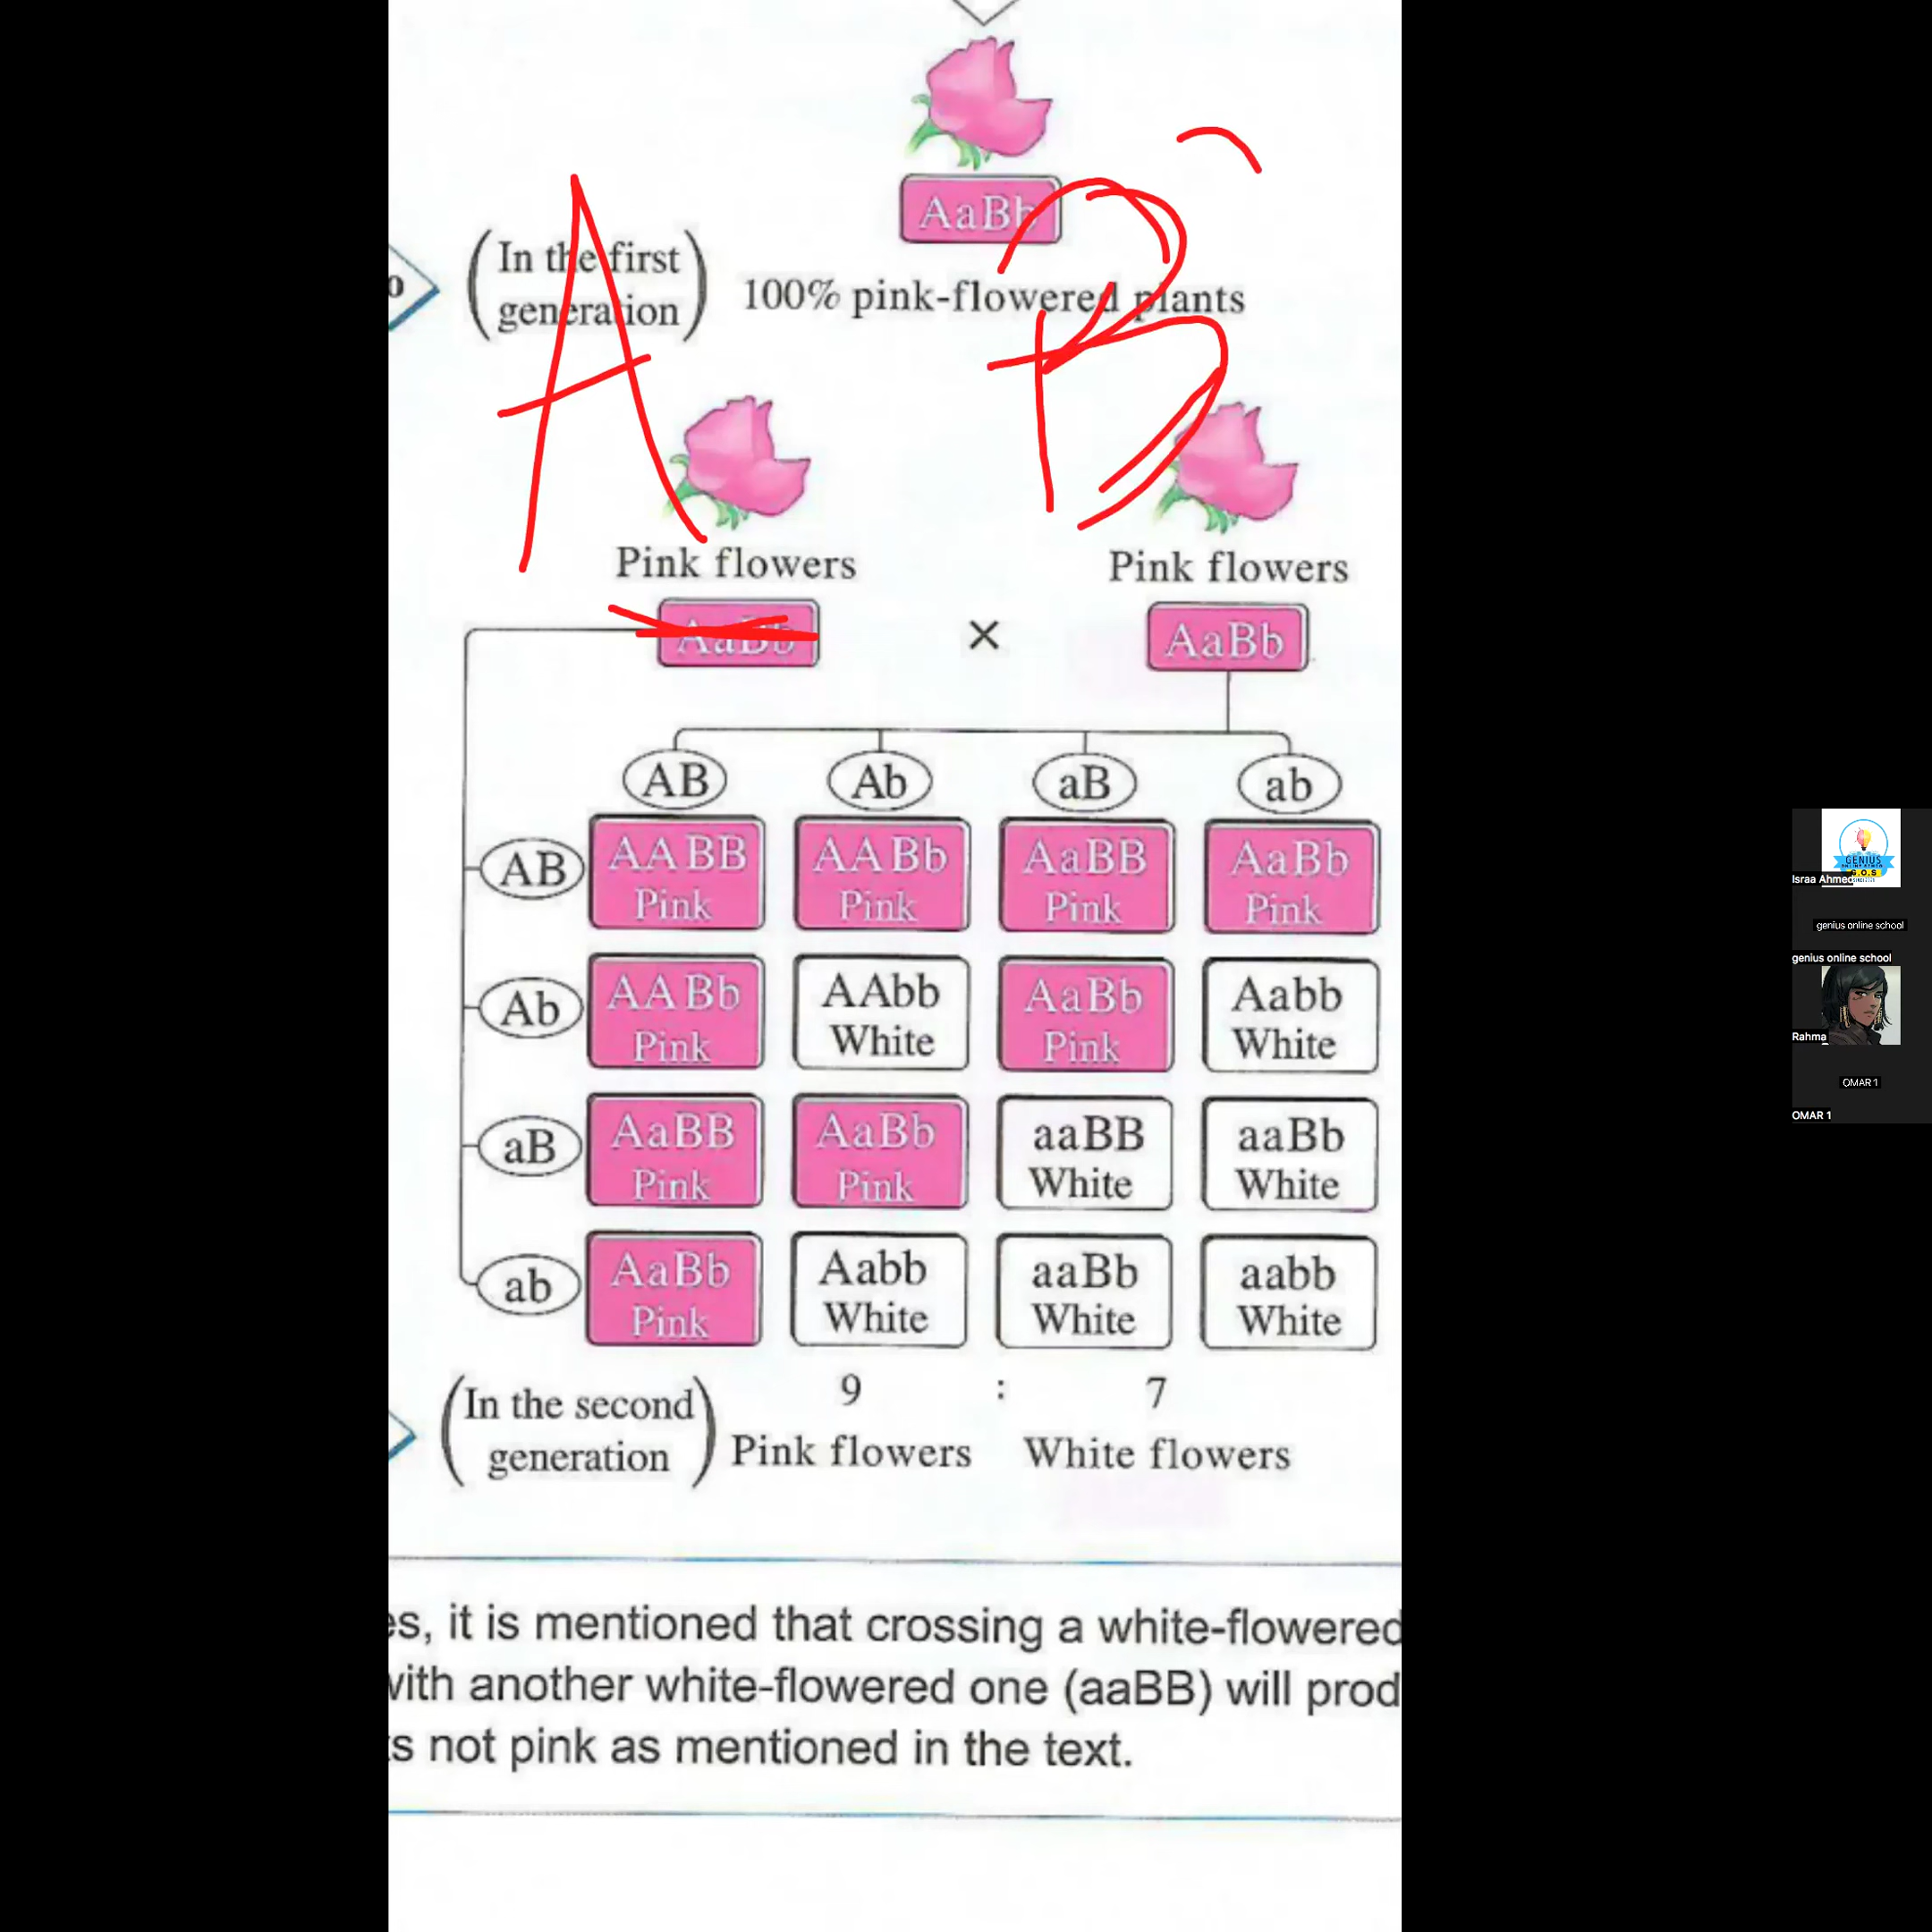 AaBb
(In the first generation)
100% pink-flowered plants
A
B
Pink flowers
Pink flowers
AaBb
×
AaBb
AB
Ab
aB
ab
AB
AABB
Pink
AABb
Pink
AaBB
Pink
AaBb
Pink
Ab
AABb
Pink
AAbb
White
AaBb
Pink
Aabb
White
aB
AaBB
Pink
AaBb
Pink
aaBB
White
aaBb
White
ab
AaBb
Pink
Aabb
White
aaBb
White
aabb
White
(In the second generation)
9 : 7
Pink flowers White flowers
es, it is mentioned that crossing a white-flowered
with another white-flowered one (aaBB) will prod
ts not pink as mentioned in the text.
GENIUS
G.O.S
Israa Ahmed
genius online school
genius online school
Rahma
OMAR 1
OMAR 1